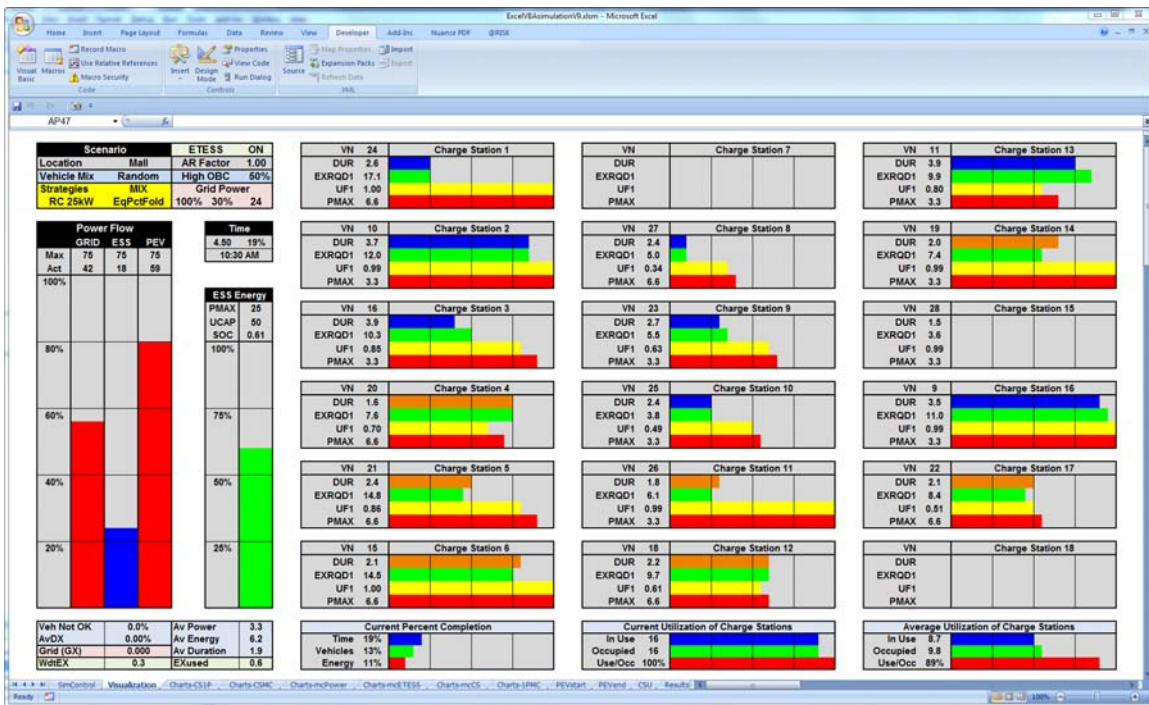 ExcelVBAsimulationV9.xlsm - Microsoft Excel
Home Insert Page Layout Formulas Data Review View Developer Add-Ins Nuance PDF @RISK
Visual Basic Macros Record Macro Use Relative References Macro Security Code
Insert Design Mode Properties View Code Run Dialog Controls
Source Map Properties Expansion Packs Refresh Data Import Export XML
AP47
Scenario ETESS ON
Location Mall AR Factor 1.00
Vehicle Mix Random High OBC 50%
Strategies MIX Grid Power
RC 25kW EqPctFold 100% 30% 24
Power Flow
GRID ESS PEV
Max 75 75 75
Act 42 18 59
100%
80%
60%
40%
20%
Time
4.50 19%
10:30 AM
ESS Energy
PMAX 25
UCAP 50
SOC 0.61
100%
75%
50%
25%
Veh Not OK 0.0% Av Power 3.3
AvDX 0.00% Av Energy 6.2
Grid (GX) 0.000 Av Duration 1.9
WdtEX 0.3 EXused 0.6
VN 24 Charge Station 1
DUR 2.6
EXRQD1 17.1
UF1 1.00
PMAX 6.6
VN 10 Charge Station 2
DUR 3.7
EXRQD1 12.0
UF1 0.99
PMAX 3.3
VN 16 Charge Station 3
DUR 3.9
EXRQD1 10.3
UF1 0.85
PMAX 3.3
VN 20 Charge Station 4
DUR 1.6
EXRQD1 7.6
UF1 0.70
PMAX 6.6
VN 21 Charge Station 5
DUR 2.4
EXRQD1 14.8
UF1 0.86
PMAX 6.6
VN 15 Charge Station 6
DUR 2.1
EXRQD1 14.5
UF1 1.00
PMAX 6.6
Current Percent Completion
Time 19%
Vehicles 13%
Energy 11%
VN Charge Station 7
DUR
EXRQD1
UF1
PMAX
VN 27 Charge Station 8
DUR 2.4
EXRQD1 5.0
UF1 0.34
PMAX 6.6
VN 23 Charge Station 9
DUR 2.7
EXRQD1 5.5
UF1 0.63
PMAX 3.3
VN 25 Charge Station 10
DUR 2.4
EXRQD1 3.8
UF1 0.49
PMAX 3.3
VN 26 Charge Station 11
DUR 1.8
EXRQD1 6.1
UF1 0.99
PMAX 3.3
VN 18 Charge Station 12
DUR 2.2
EXRQD1 9.7
UF1 0.61
PMAX 6.6
Current Utilization of Charge Stations
In Use 16
Occupied 16
Use/Occ 100%
VN 11 Charge Station 13
DUR 3.9
EXRQD1 9.9
UF1 0.80
PMAX 3.3
VN 19 Charge Station 14
DUR 2.0
EXRQD1 7.4
UF1 0.99
PMAX 3.3
VN 28 Charge Station 15
DUR 1.5
EXRQD1 3.6
UF1 0.99
PMAX 3.3
VN 9 Charge Station 16
DUR 3.5
EXRQD1 11.0
UF1 0.99
PMAX 3.3
VN 22 Charge Station 17
DUR 2.1
EXRQD1 8.4
UF1 0.51
PMAX 6.6
VN Charge Station 18
DUR
EXRQD1
UF1
PMAX
Average Utilization of Charge Stations
In Use 8.7
Occupied 9.8
Use/Occ 89%
SimControl Visualization Charts-CS1P Charts-CSMC Charts-mcPower Charts-mcETESS Charts-mcCS Charts-1PMC PEVstart PEVend CSU Results
Ready 100%